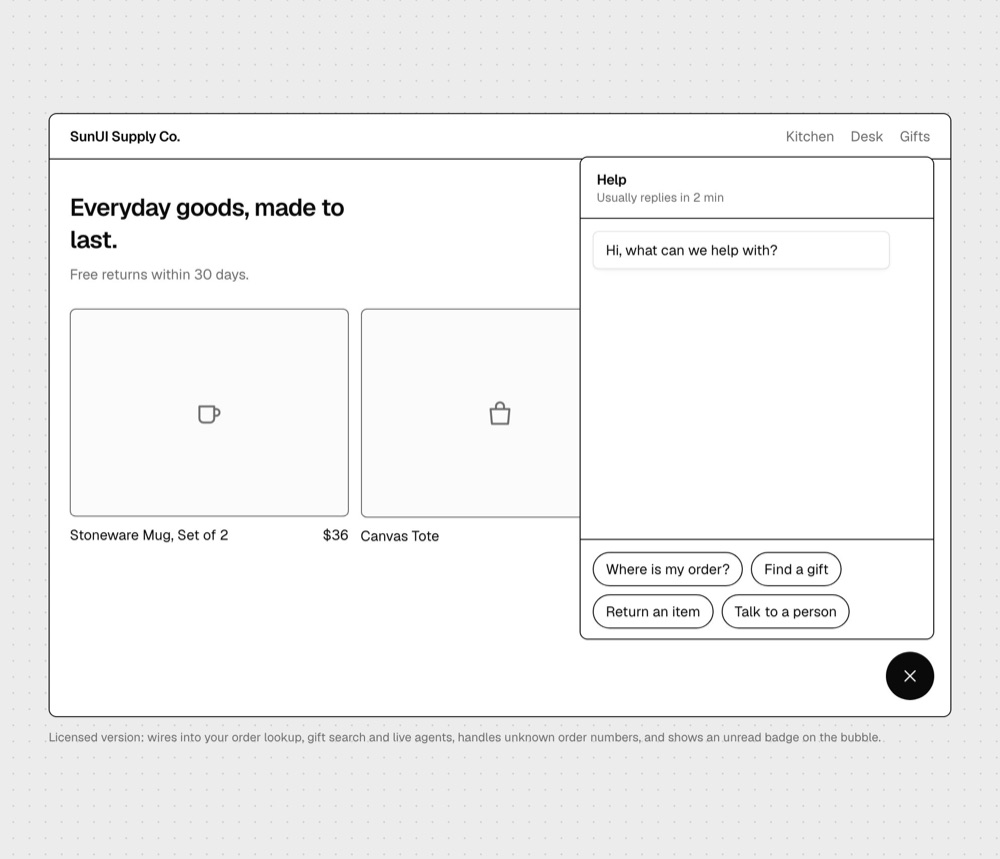 SunUI Supply Co.
Kitchen Desk Gifts
Everyday goods, made to
last.
Free returns within 30 days.
Stoneware Mug, Set of 2 $36
Canvas Tote
Help
Usually replies in 2 min
Hi, what can we help with?
Where is my order? Find a gift
Return an item Talk to a person
Licensed version: wires into your order lookup, gift search and live agents, handles unknown order numbers, and shows an unread badge on the bubble.